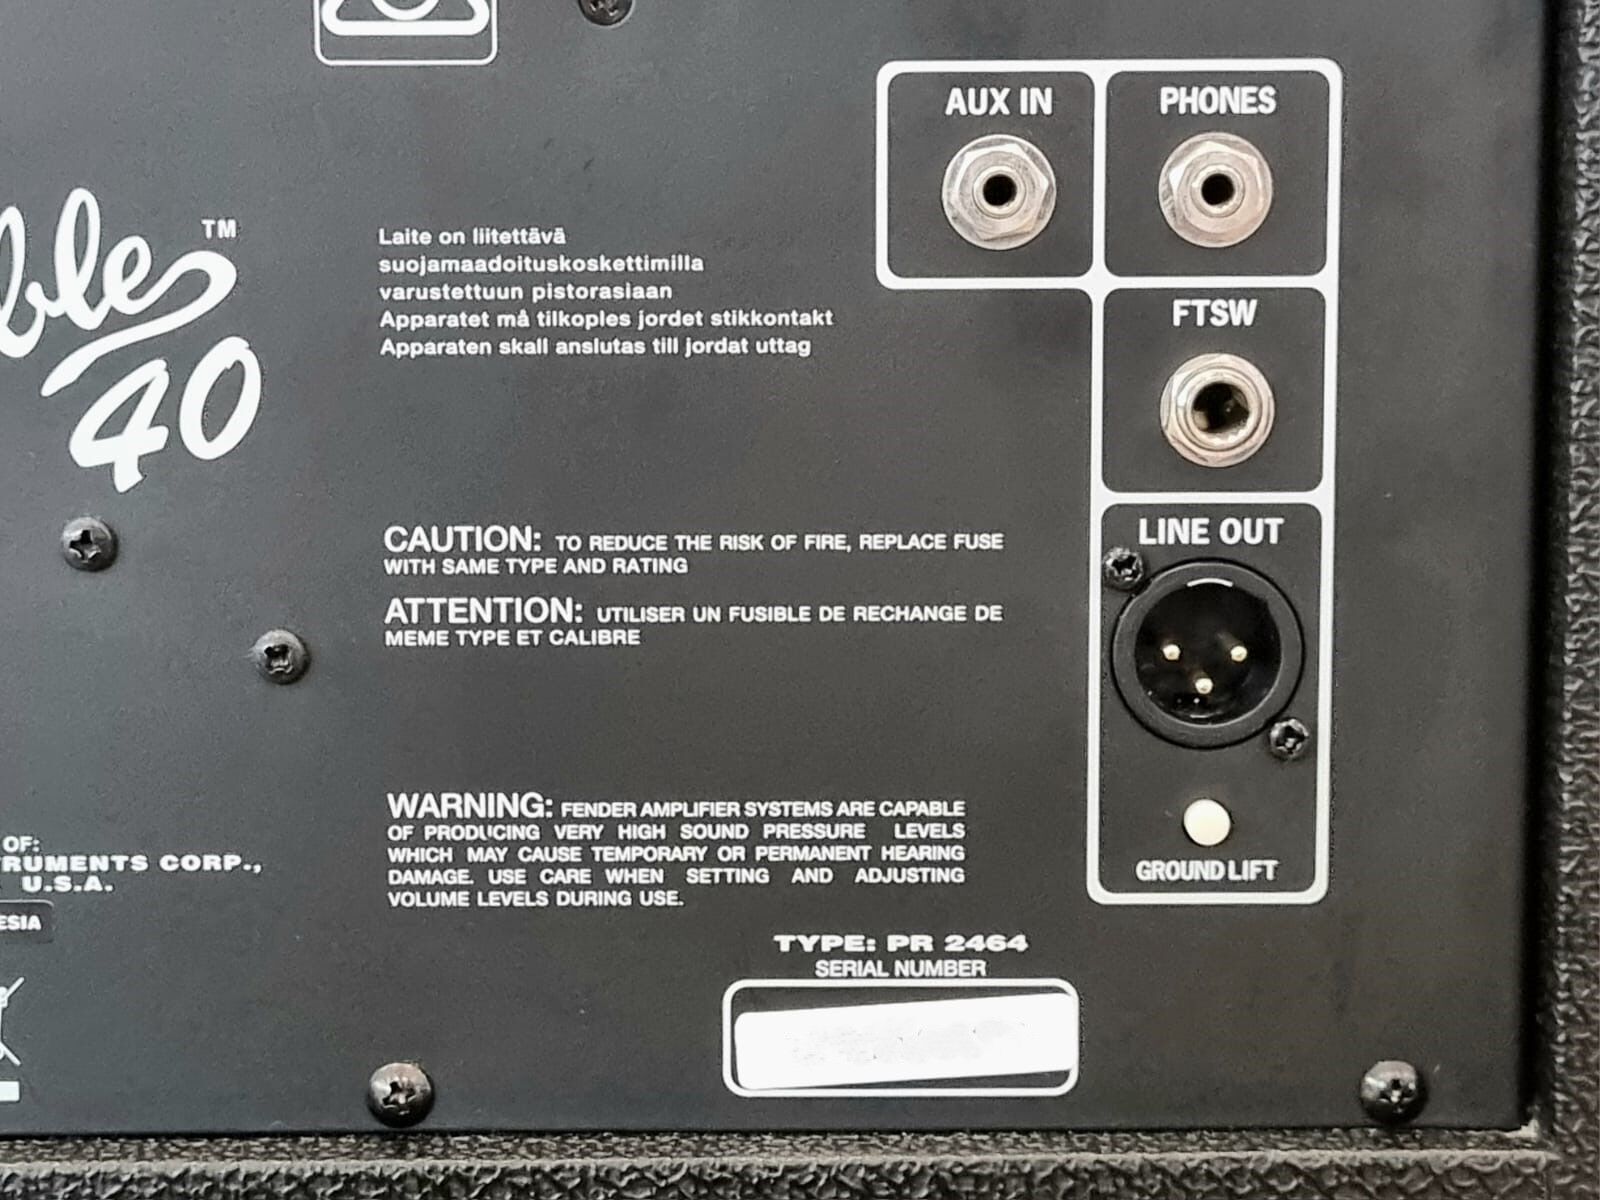 AUX IN
PHONES
TM
40
Laite on liitettävä
suojamaadoituskoskettimilla
varustettuun pistorasiaan
Apparatet må tilkoples jordet stikkontakt
Apparaten skall anslutas till jordat uttag
FTSW
LINE OUT
CAUTION: TO REDUCE THE RISK OF FIRE, REPLACE FUSE
WITH SAME TYPE AND RATING
ATTENTION: UTILISER UN FUSIBLE DE RECHANGE DE
MEME TYPE ET CALIBRE
WARNING: FENDER AMPLIFIER SYSTEMS ARE CAPABLE
OF PRODUCING VERY HIGH SOUND PRESSURE LEVELS
WHICH MAY CAUSE TEMPORARY OR PERMANENT HEARING
DAMAGE. USE CARE WHEN SETTING AND ADJUSTING
VOLUME LEVELS DURING USE.
GROUND LIFT
OF:
RUMENTS CORP.,
U.S.A.
ESIA
TYPE: PR 2464
SERIAL NUMBER